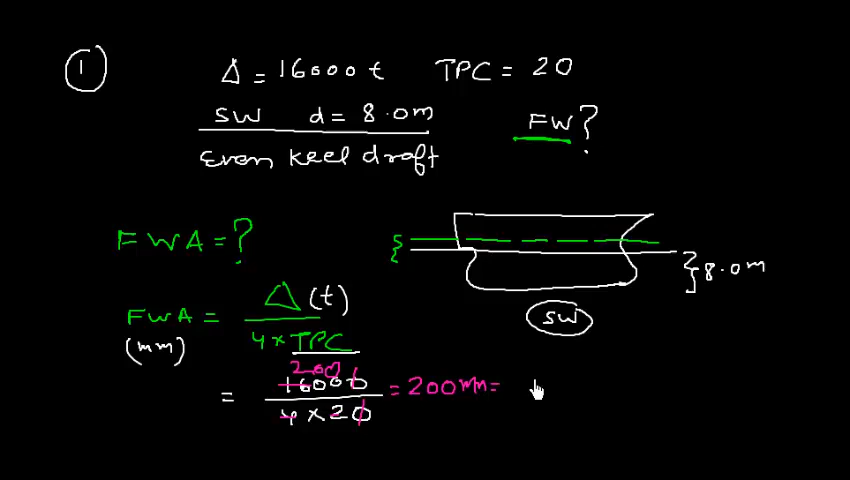 1
Δ = 16000t TPC = 20
SW d = 8.0m FW?
Even keel draft
FWA = ?
8.0m
SW
FWA = Δ (t)
(mm) 4 × TPC
200
= 16000 = 200mm =
4 × 20